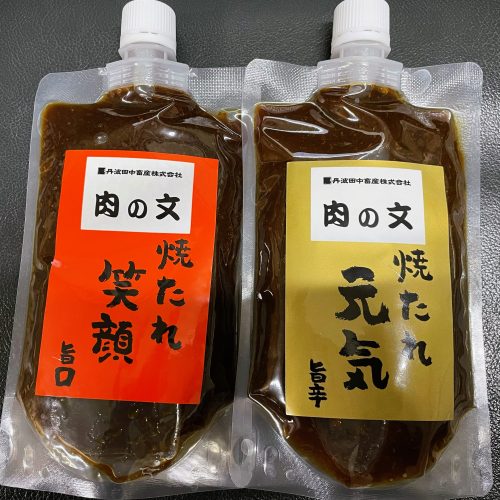 丹波田中畜産株式会社
肉の文
焼たれ
笑顔
旨口
丹波田中畜産株式会社
肉の文
焼たれ
元気
旨辛